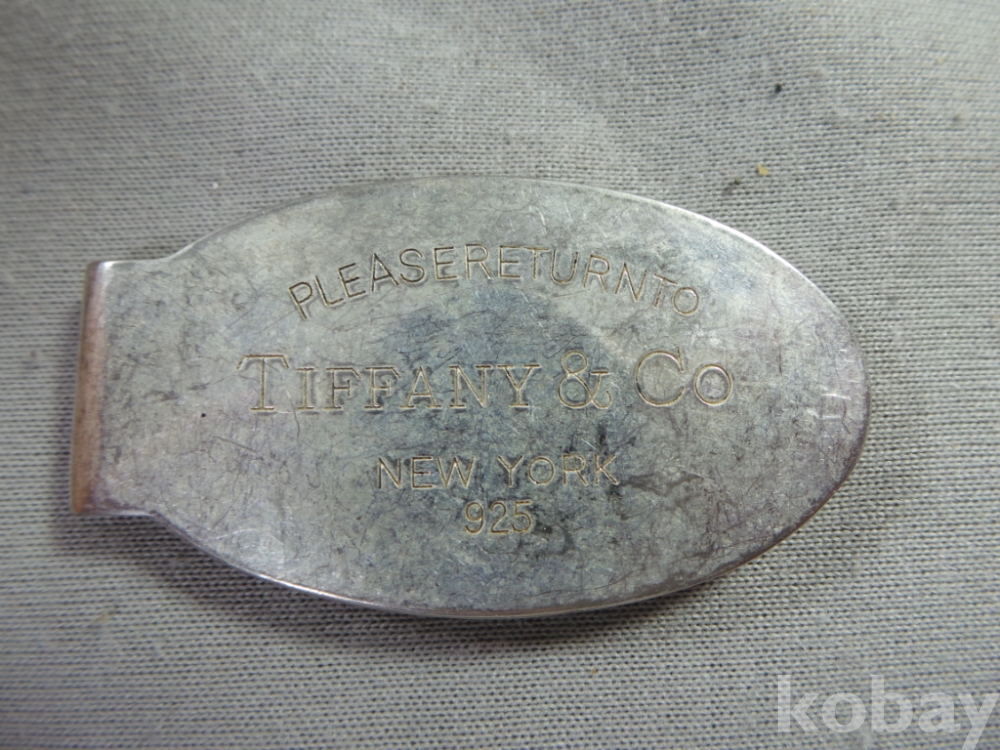 PLEASERETURNTO
TIFFANY & CO
NEW YORK
925
kobay